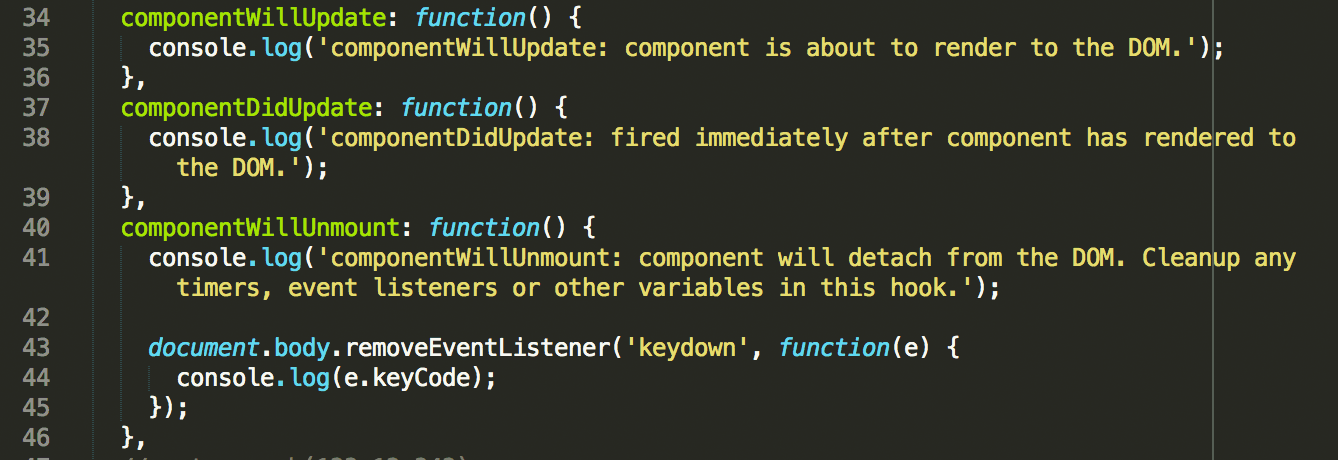 34 componentWillUpdate: function() {
35 console.log('componentWillUpdate: component is about to render to the DOM.');
36 },
37 componentDidUpdate: function() {
38 console.log('componentDidUpdate: fired immediately after component has rendered to
the DOM.');
39 },
40 componentWillUnmount: function() {
41 console.log('componentWillUnmount: component will detach from the DOM. Cleanup any
timers, event listeners or other variables in this hook.');
42
43 document.body.removeEventListener('keydown', function(e) {
44 console.log(e.keyCode);
45 });
46 },